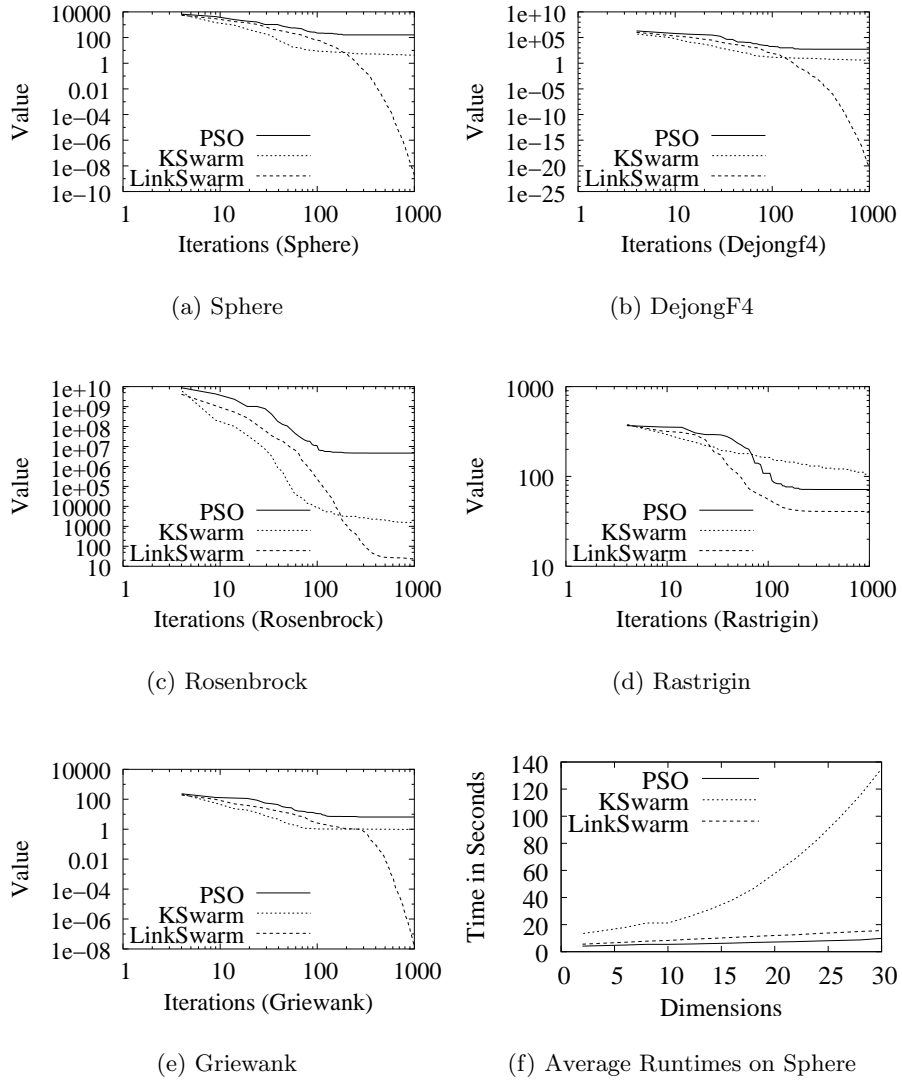 10000
100
1
0.01
1e−04
1e−06
1e−08
1e−10
Value
PSO
KSwarm
LinkSwarm
1 10 100 1000
Iterations (Sphere)
(a) Sphere
1e+10
1e+05
1
1e−05
1e−10
1e−15
1e−20
1e−25
Value
PSO
KSwarm
LinkSwarm
1 10 100 1000
Iterations (Dejongf4)
(b) DejongF4
1e+10
1e+09
1e+08
1e+07
1e+06
1e+05
10000
1000
100
10
Value
PSO
KSwarm
LinkSwarm
1 10 100 1000
Iterations (Rosenbrock)
(c) Rosenbrock
1000
100
10
Value
PSO
KSwarm
LinkSwarm
1 10 100 1000
Iterations (Rastrigin)
(d) Rastrigin
10000
100
1
0.01
1e−04
1e−06
1e−08
Value
PSO
KSwarm
LinkSwarm
1 10 100 1000
Iterations (Griewank)
(e) Griewank
140
120
100
80
60
40
20
0
Time in Seconds
PSO
KSwarm
LinkSwarm
0 5 10 15 20 25 30
Dimensions
(f) Average Runtimes on Sphere